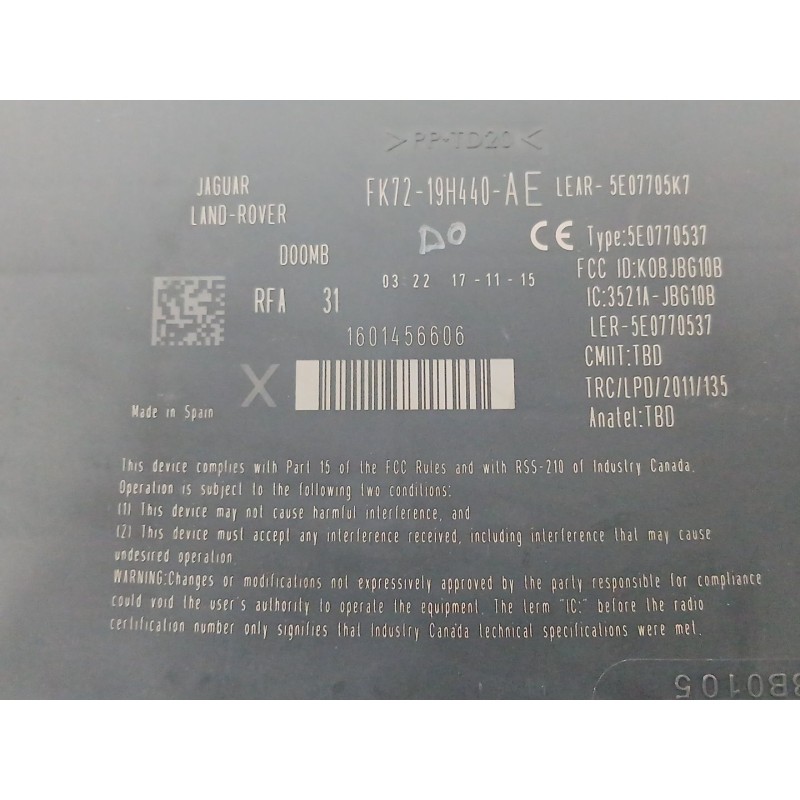 >PP-TD20<
JAGUAR
LAND-ROVER
FK72-19H440-AE
LEAR-5E07705K7
DO
CE
Type:5E0770537
D00MB
03:22 17-11-15
FCC ID:KOBJBG10B
RFA 31
IC:3521A-JBG10B
1601456606
LER-5E0770537
CMIIT:TBD
X
TRC/LPD/2011/135
Made in Spain
Anatel:TBD
This device complies with Part 15 of the FCC Rules and with RSS-210 of Industry Canada.
Operation is subject to the following two conditions:
(1) This device may not cause harmful interference, and
(2) This device must accept any interference received, including interference that may cause
undesired operation.
WARNING:Changes or modifications not expressively approved by the party responsible for compliance
could void the user's authority to operate the equipment. The term "IC:" before the radio
certification number only signifies that Industry Canada technical specifications were met.